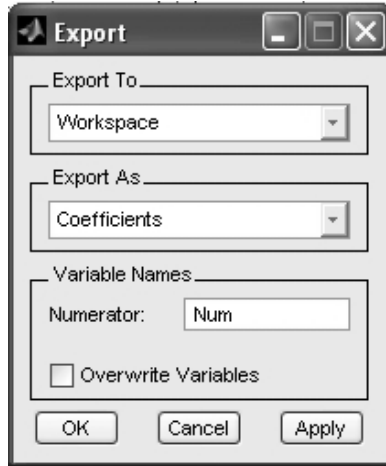 Export
Export To
Workspace
Export As
Coefficients
Variable Names
Numerator: Num
Overwrite Variables
OK Cancel Apply